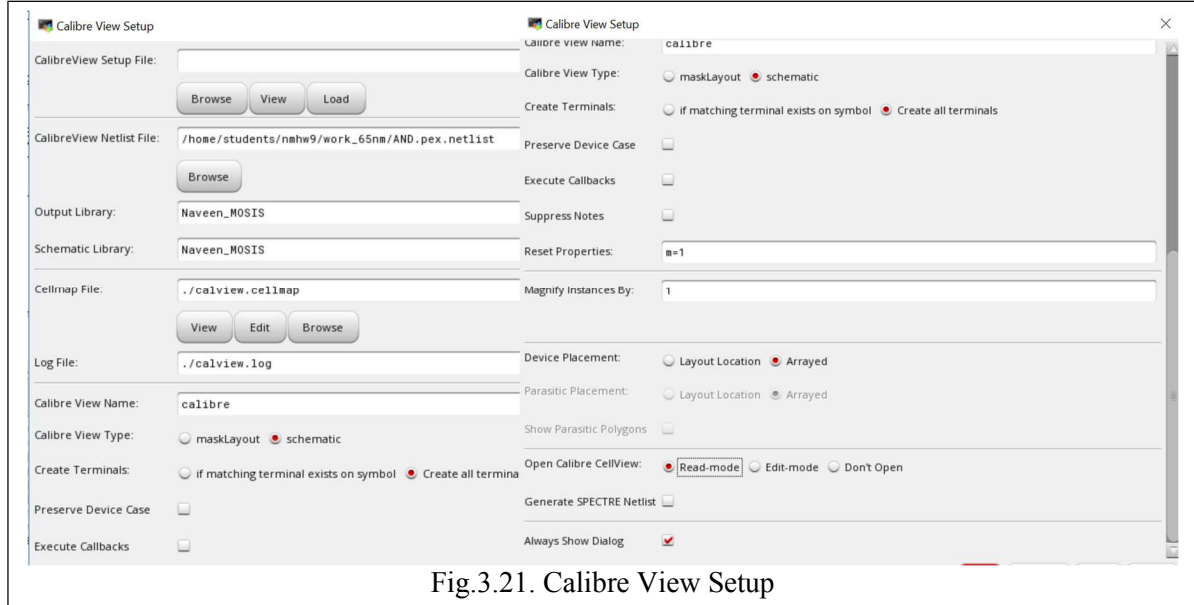 Calibre View Setup
CalibreView Setup File:
Browse View Load
CalibreView Netlist File: /home/students/nmhw9/work_65nm/AND.pex.netlist
Browse
Output Library: Naveen_MOSIS
Schematic Library: Naveen_MOSIS
Cellmap File: ./calview.cellmap
View Edit Browse
Log File: ./calview.log
Calibre View Name: calibre
Calibre View Type: maskLayout schematic
Create Terminals: if matching terminal exists on symbol Create all termina
Preserve Device Case
Execute Callbacks
Calibre View Setup
Calibre View Name: calibre
Calibre View Type: maskLayout schematic
Create Terminals: if matching terminal exists on symbol Create all terminals
Preserve Device Case
Execute Callbacks
Suppress Notes
Reset Properties: m=1
Magnify Instances By: 1
Device Placement: Layout Location Arrayed
Parasitic Placement: Layout Location Arrayed
Show Parasitic Polygons
Open Calibre CellView: Read-mode Edit-mode Don't Open
Generate SPECTRE Netlist
Always Show Dialog
Fig.3.21. Calibre View Setup